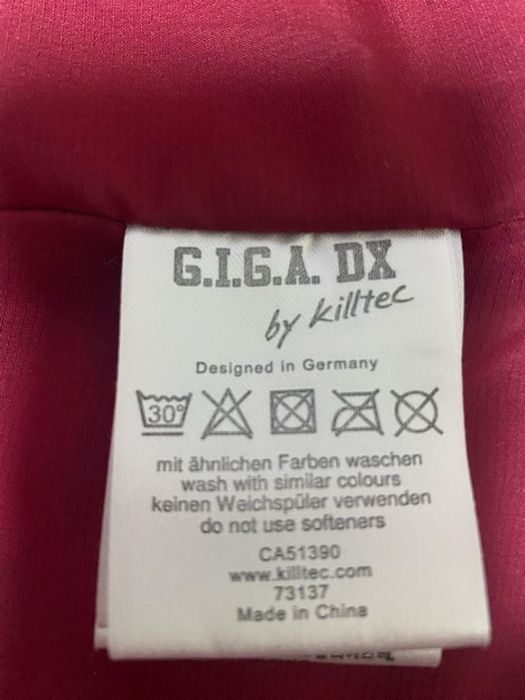 G.I.G.A. DX
by killtec
Designed in Germany
30°
mit ähnlichen Farben waschen
wash with similar colours
keinen Weichspüler verwenden
do not use softeners
CA51390
www.killtec.com
73137
Made in China